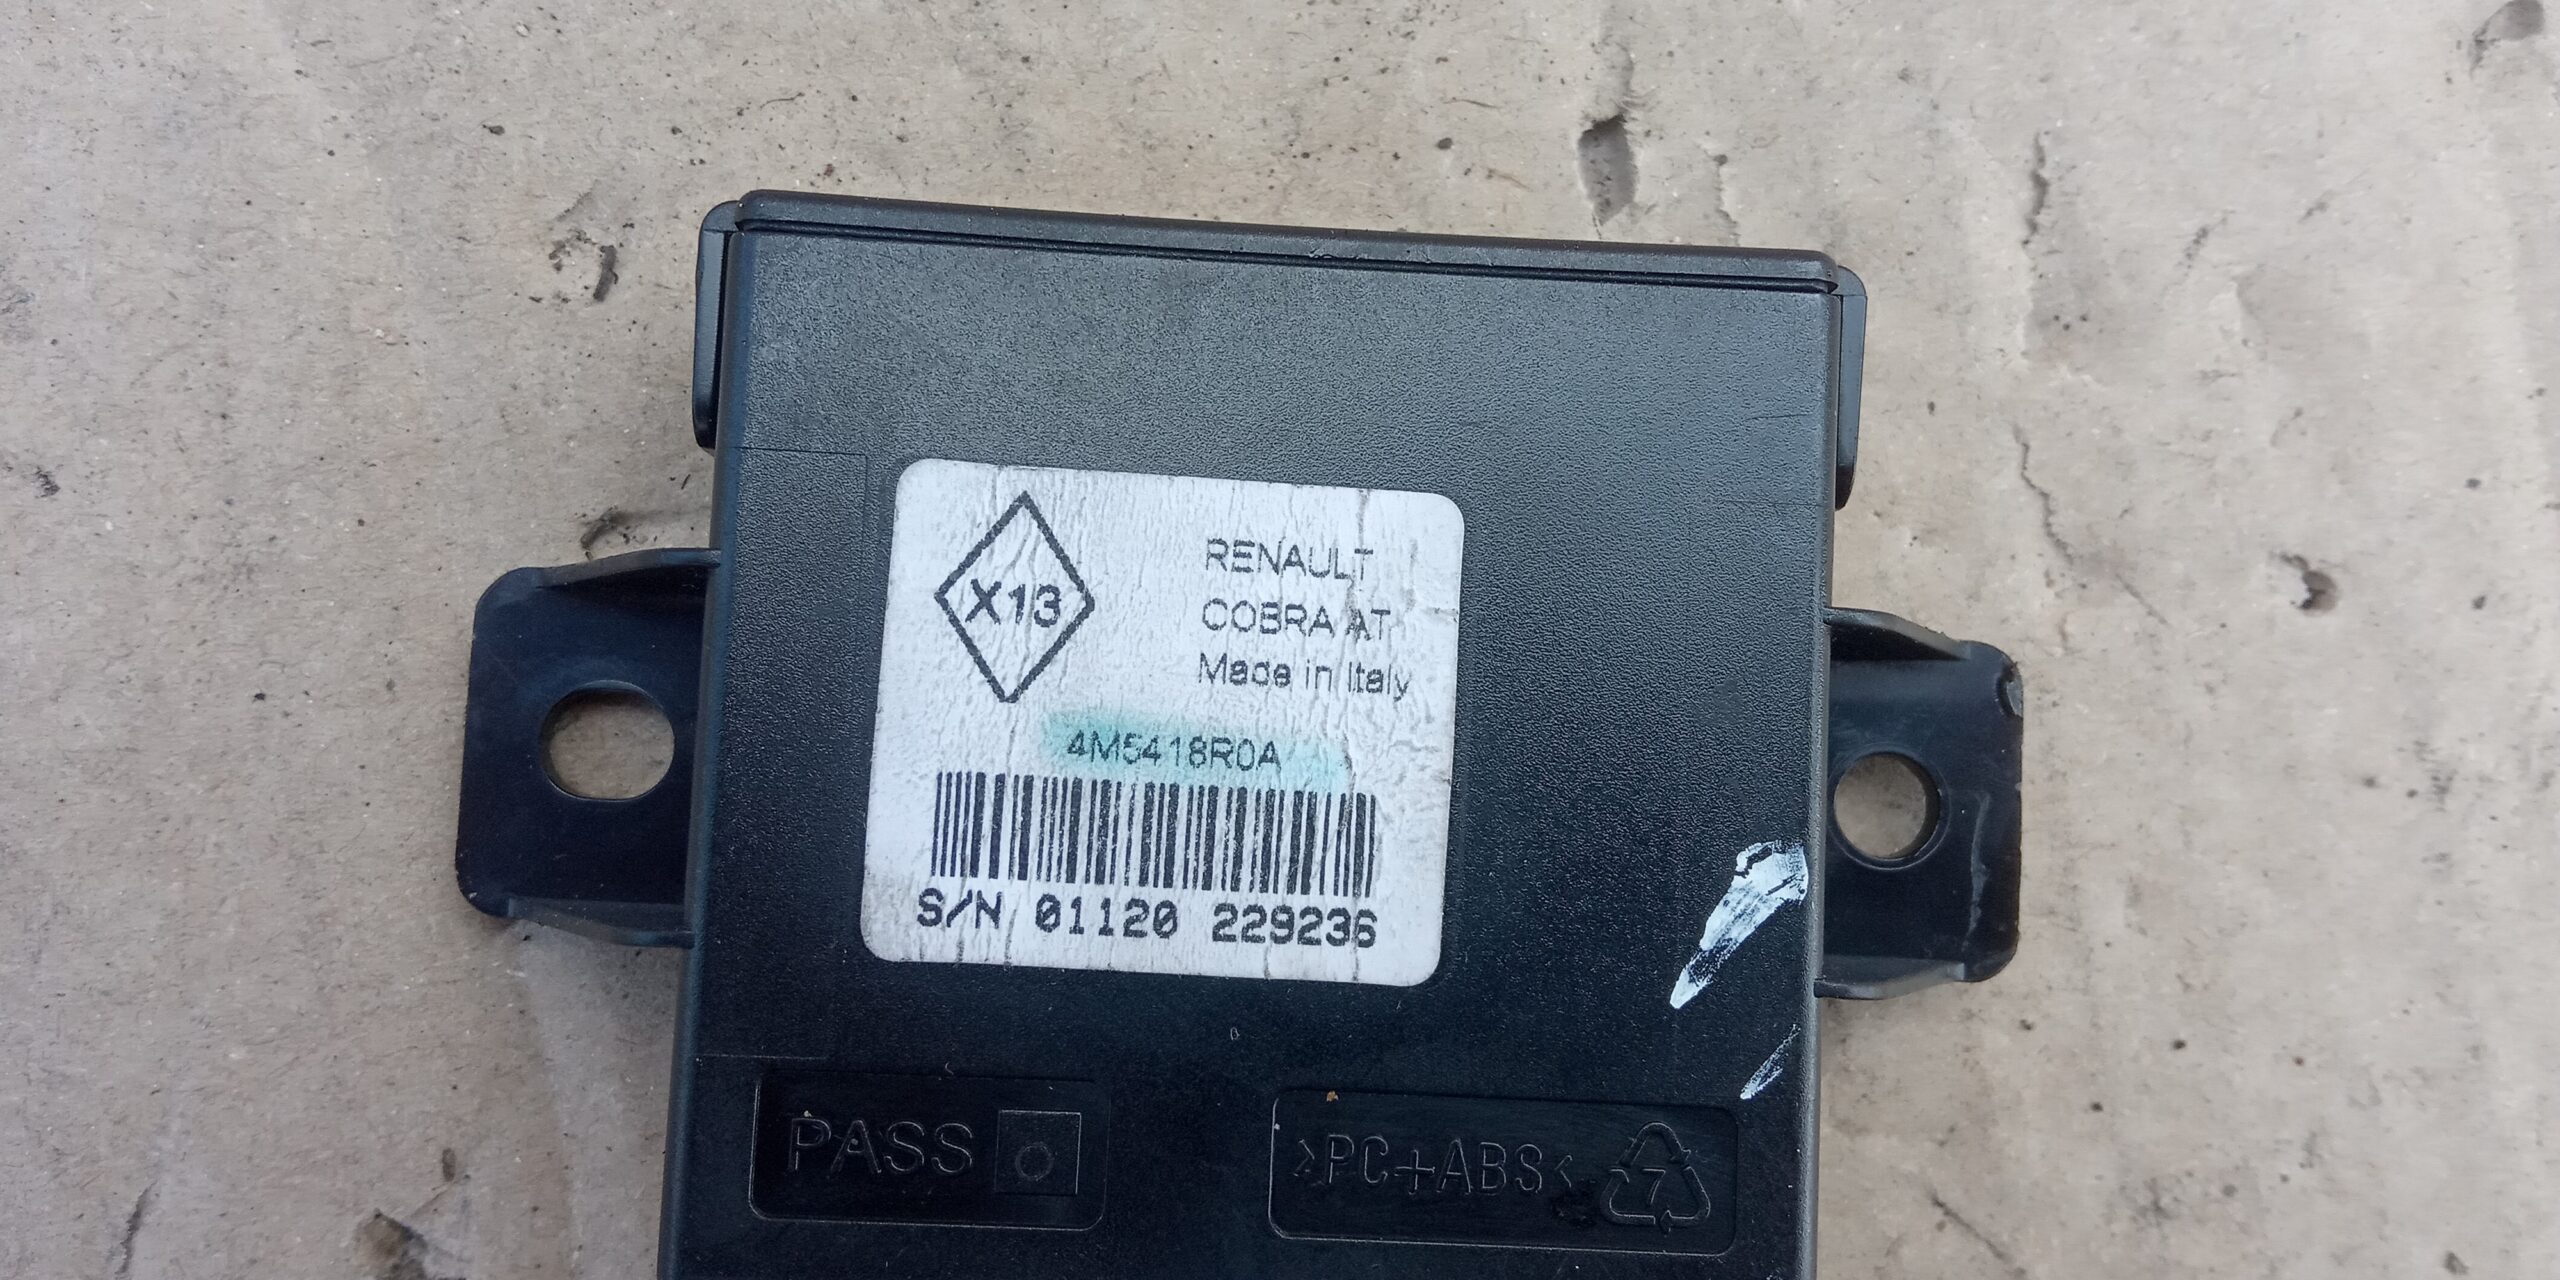 X13
RENAULT
COBRA AT
Made in Italy
4M5418R0A
S/N 01120 229236
PASS
>PC+ABS<
7